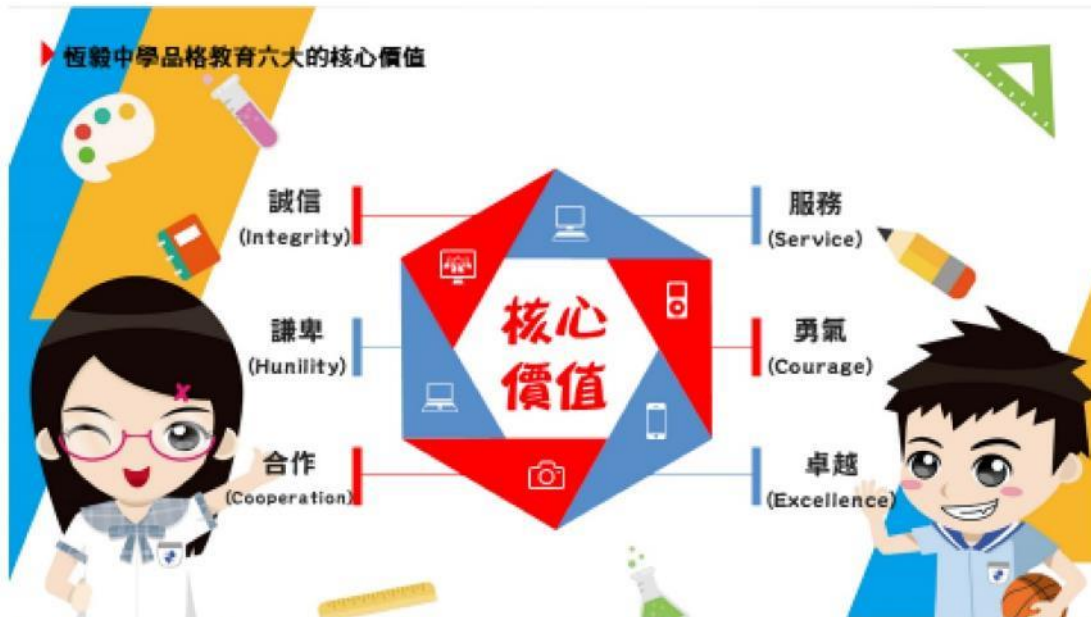 恆毅中學品格教育六大的核心價值
誠信
(Integrity)
謙卑
(Hunility)
合作
(Cooperation)
核心
價值
服務
(Service)
勇氣
(Courage)
卓越
(Excellence)